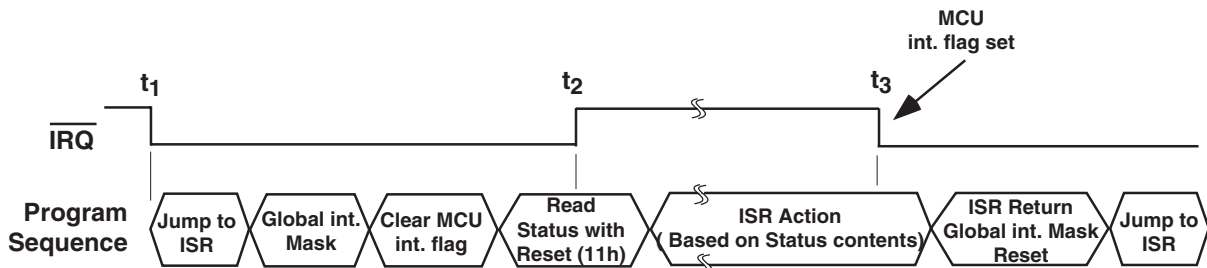 MCU
int. flag set
t1
t2
t3
IRQ
Program
Sequence
Jump to
ISR
Global int.
Mask
Clear MCU
int. flag
Read
Status with
Reset (11h)
ISR Action
( Based on Status contents)
ISR Return
Global int. Mask
Reset
Jump to
ISR